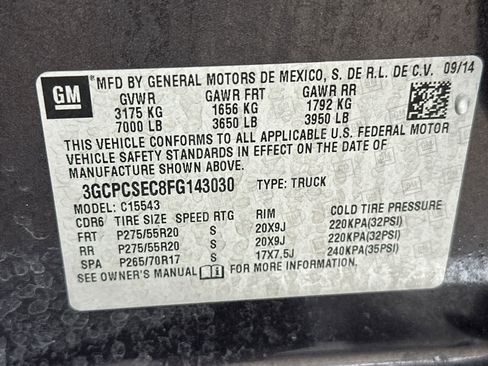 GM MFD BY GENERAL MOTORS DE MEXICO, S. DE R.L. DE C.V. 09/14
GVWR GAWR FRT GAWR RR
3175 KG 1656 KG 1792 KG
7000 LB 3650 LB 3950 LB
THIS VEHICLE CONFORMS TO ALL APPLICABLE U.S. FEDERAL MOTOR
VEHICLE SAFETY STANDARDS IN EFFECT ON THE DATE OF
MANUFACTURE SHOWN ABOVE.
3GCPCSEC8FG143030 TYPE: TRUCK
MODEL: C15543
CDR6 TIRE SIZE SPEED RTG RIM COLD TIRE PRESSURE
FRT P275/55R20 S 20X9J 220KPA(32PSI)
RR P275/55R20 S 20X9J 220KPA(32PSI)
SPA P265/70R17 S 17X7.5J 240KPA(35PSI)
SEE OWNER'S MANUAL FOR MORE INFORMATION.